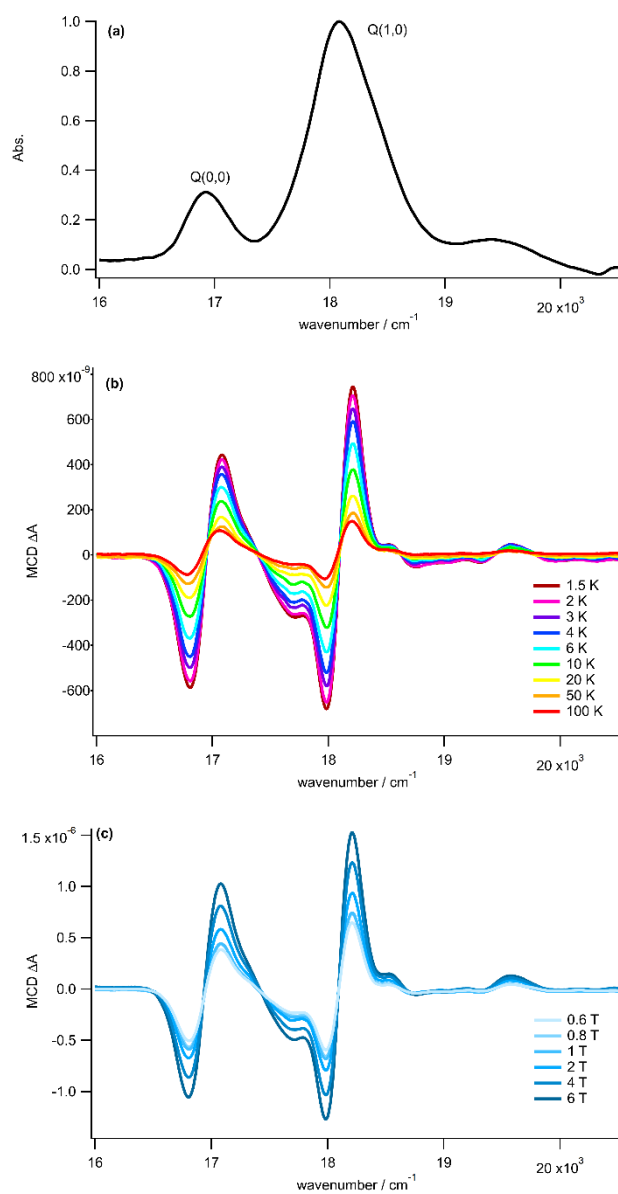 (a)
Q(1,0)
Q(0,0)
Abs.
1.0
0.8
0.6
0.4
0.2
0.0
16
17
18
19
20 x10³
wavenumber / cm⁻¹
(b)
800 x10⁻⁹
600
400
200
0
-200
-400
-600
MCD ΔA
1.5 K
2 K
3 K
4 K
6 K
10 K
20 K
50 K
100 K
16
17
18
19
20 x10³
wavenumber / cm⁻¹
(c)
1.5 x10⁻⁶
1.0
0.5
0.0
-0.5
-1.0
MCD ΔA
0.6 T
0.8 T
1 T
2 T
4 T
6 T
16
17
18
19
20 x10³
wavenumber / cm⁻¹